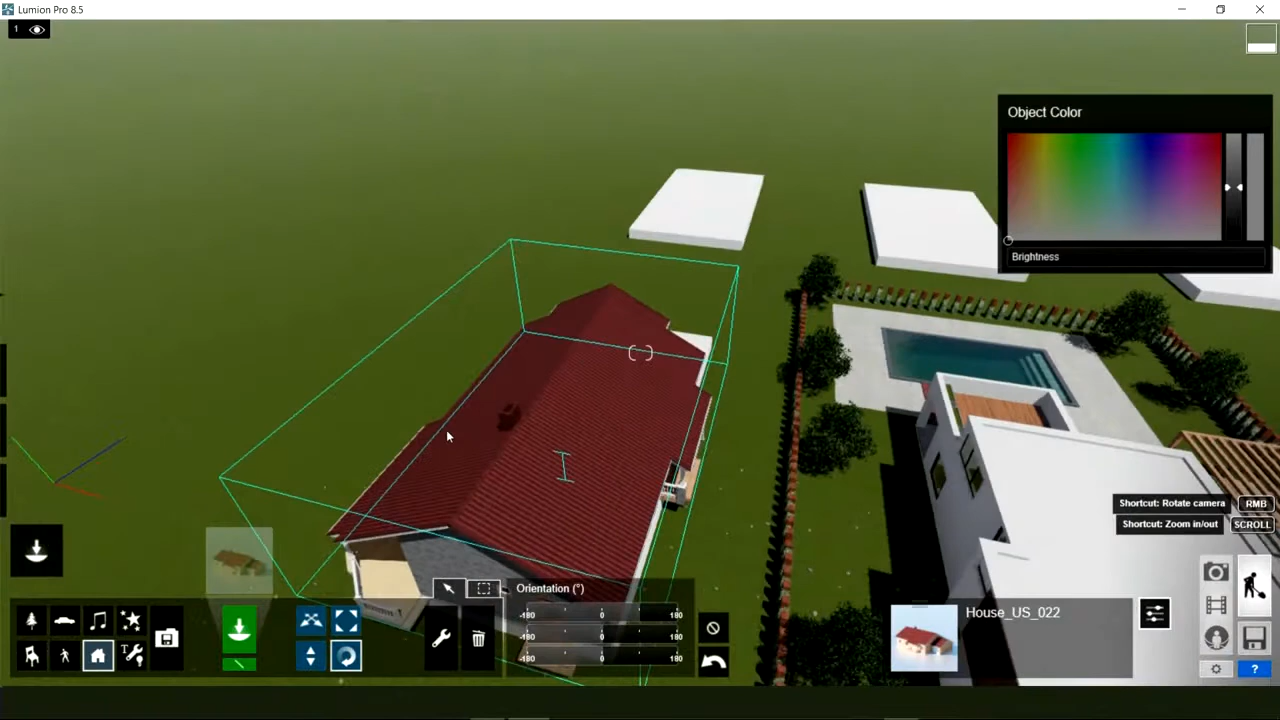 Lumion Pro 8.5
1
Object Color
Brightness
Shortcut: Rotate camera
RMB
Shortcut: Zoom in/out
SCROLL
Orientation (°)
-180 0 180
-180 0 180
-180 0 180
House_US_022
?